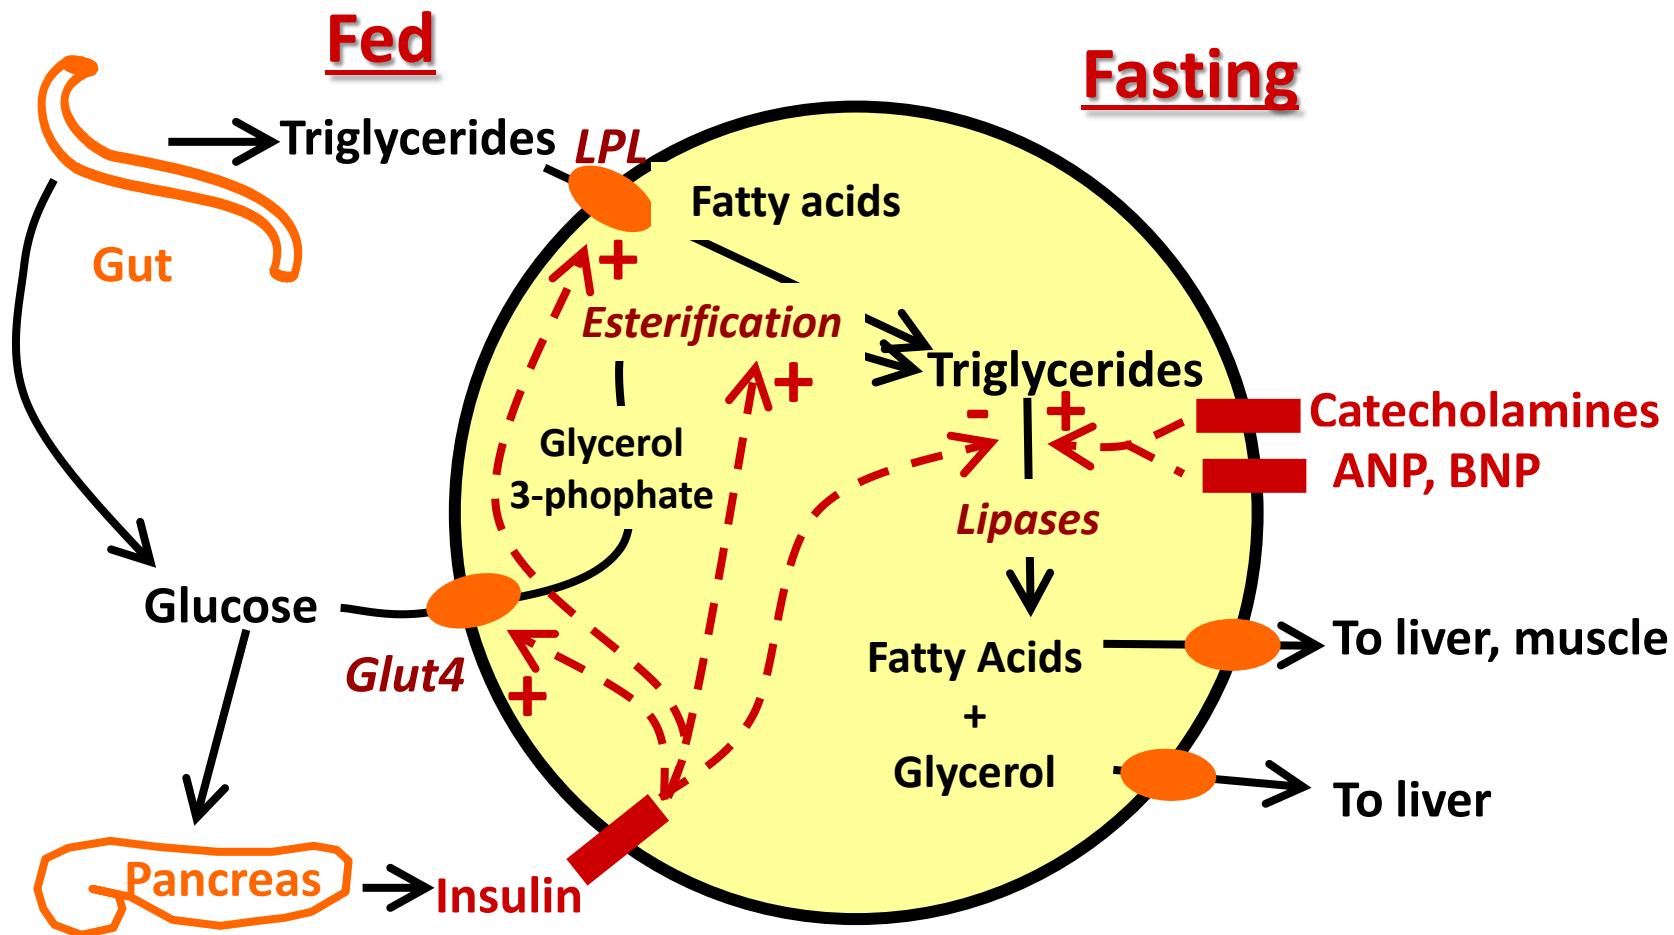 Fed
Fasting
Triglycerides
LPL
Fatty acids
Gut
+
Esterification
+
Triglycerides
- +
Catecholamines
Glycerol
3-phophate
ANP, BNP
Lipases
Glucose
Glut4
+
Fatty Acids
To liver, muscle
+
Glycerol
To liver
Pancreas
Insulin